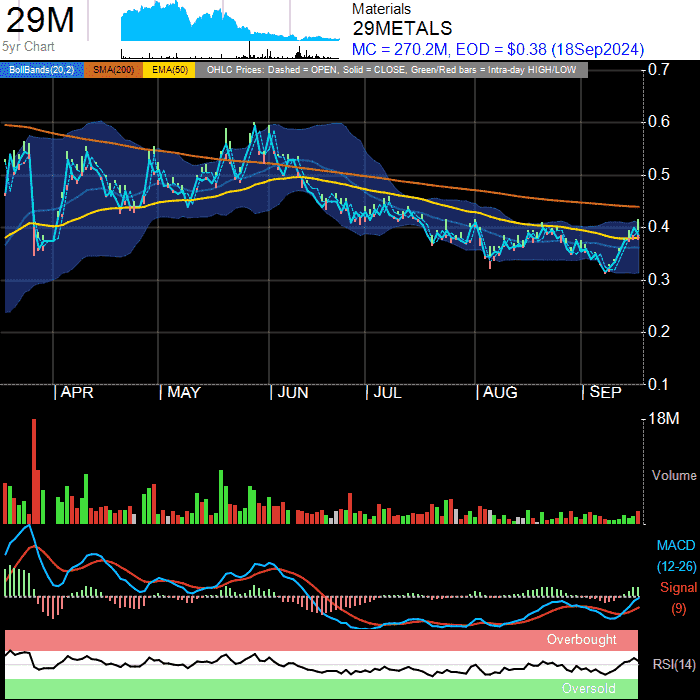 29M
5yr Chart
Materials
29METALS
MC = 270.2M, EOD = $0.38 (18Sep2024)
BollBands(20,2) SMA(200) EMA(50) OHLC Prices: Dashed = OPEN, Solid = CLOSE, Green/Red bars = Intra-day HIGH/LOW
0.7
0.6
0.5
0.4
0.3
0.2
0.1
APR MAY JUN JUL AUG SEP
18M
Volume
MACD
(12-26)
Signal
(9)
Overbought
RSI(14)
Oversold